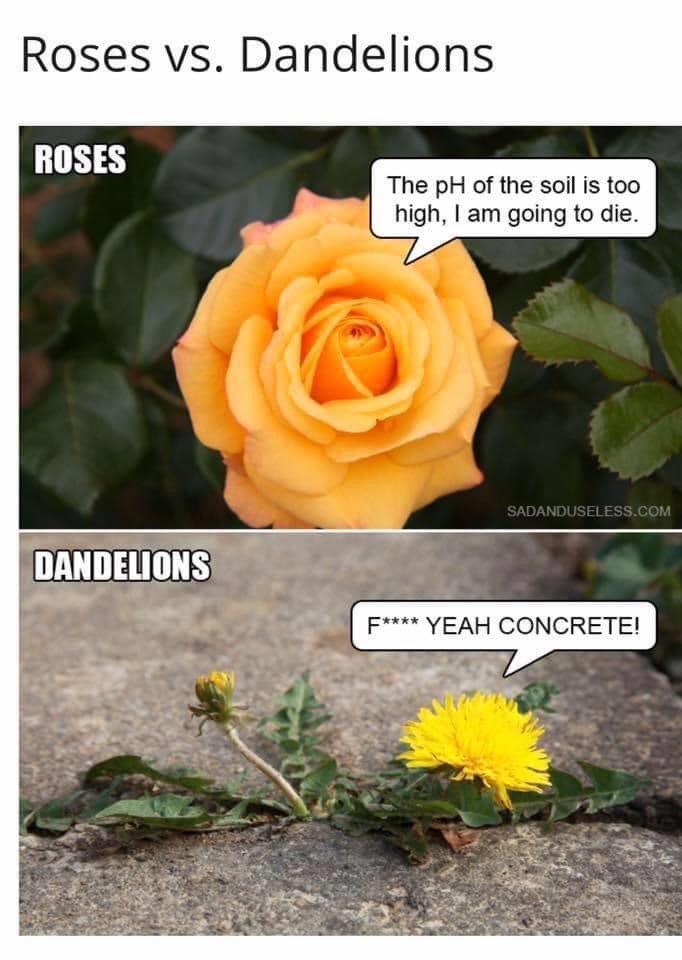 Roses vs. Dandelions
ROSES
The pH of the soil is too
high, I am going to die.
SADANDUSELESS.COM
DANDELIONS
F**** YEAH CONCRETE!